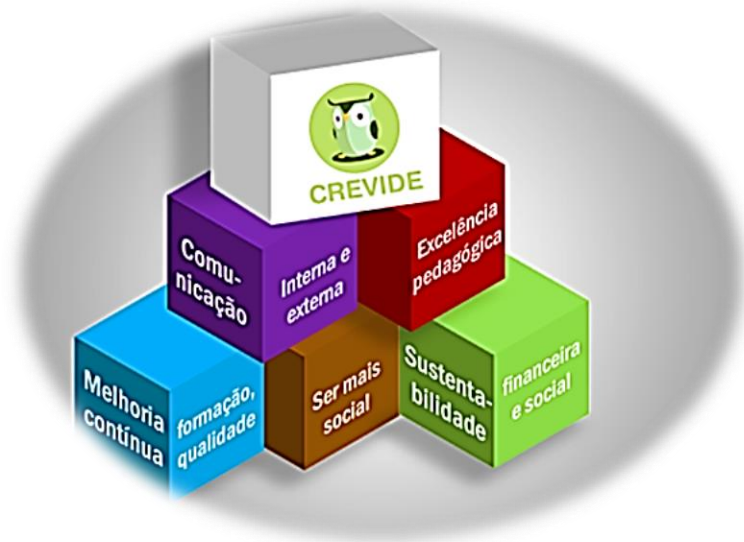 CREVIDE
Comu-
nicação
Interna e
externa
Excelência
pedagógica
Melhoria
contínua
formação,
qualidade
Ser mais
social
Sustenta-
bilidade
financeira
e social